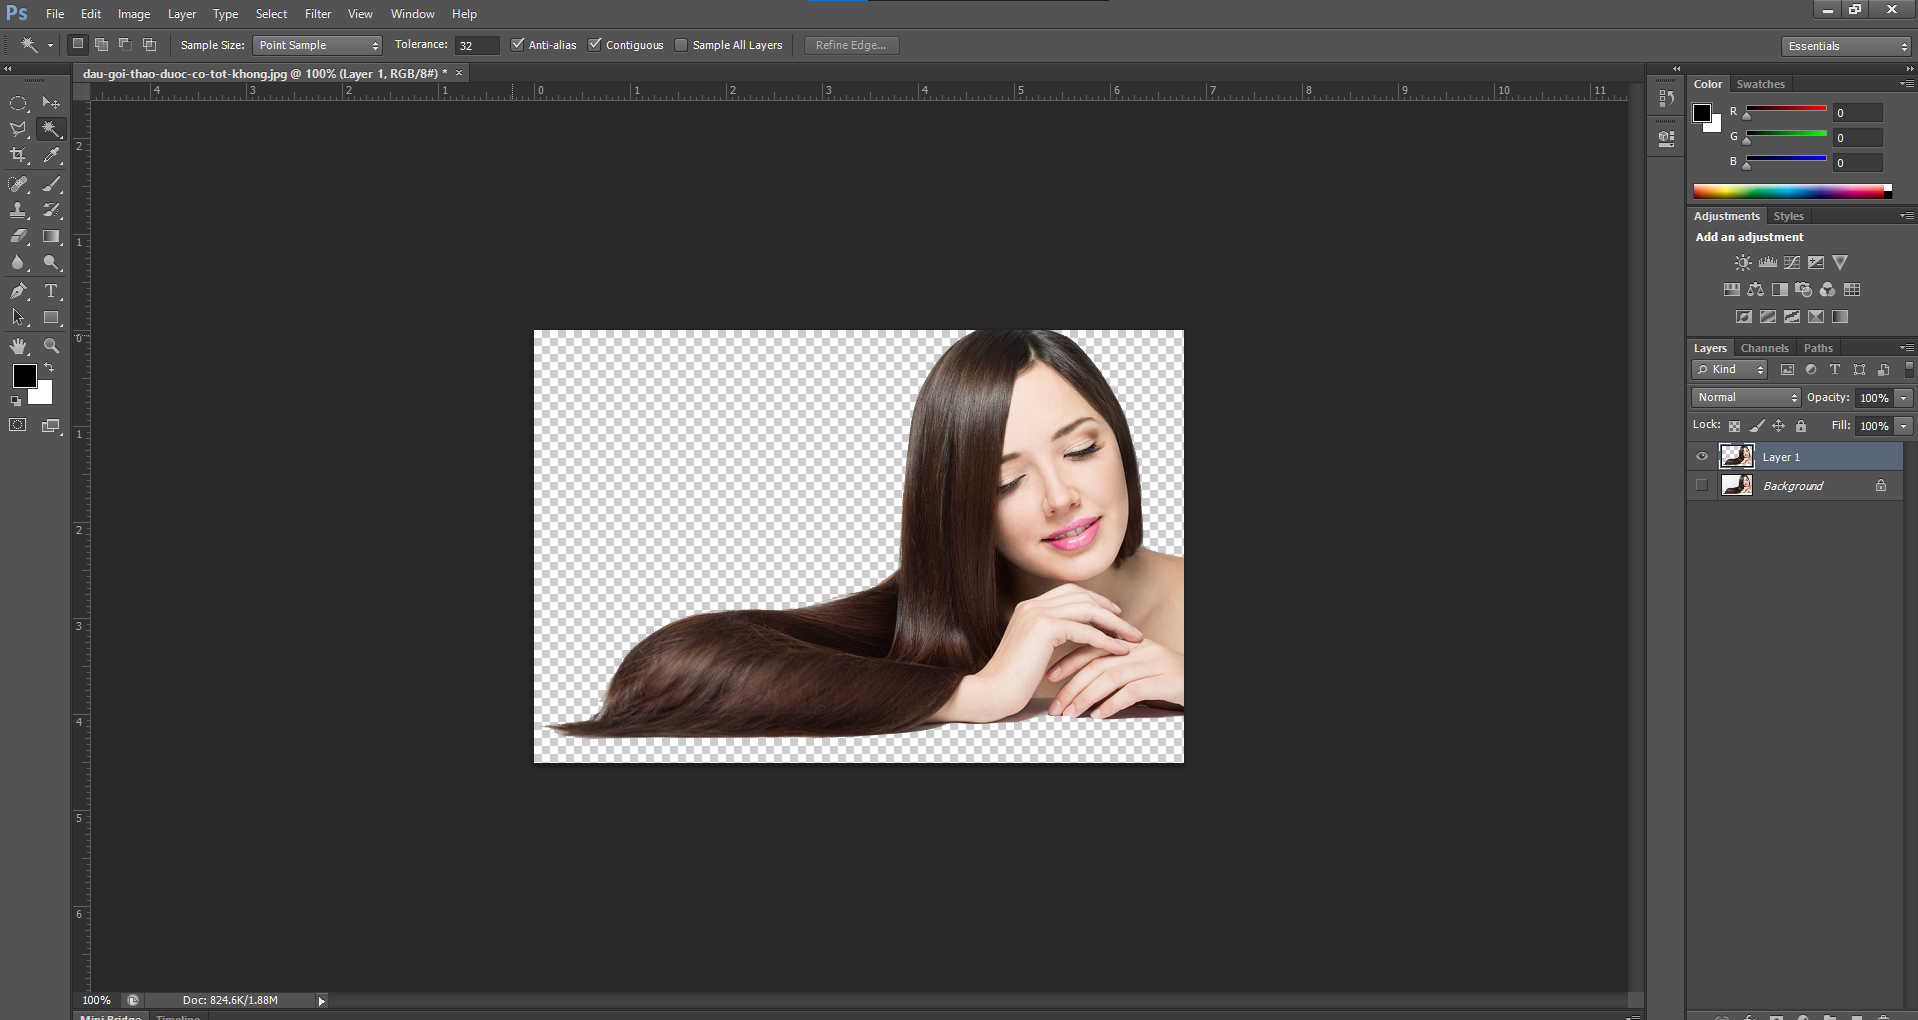 Ps File Edit Image Layer Type Select Filter View Window Help
Sample Size: Point Sample Tolerance: 32 Anti-alias Contiguous Sample All Layers Refine Edge... Essentials
dau-goi-thao-duoc-co-tot-khong.jpg @ 100% (Layer 1, RGB/8#) * ×
4 3 2 1 0 1 2 3 4 5 6 7 8 9 10 11
2
1
0
1
2
3
4
5
6
Color Swatches
R 0
G 0
B 0
Adjustments Styles
Add an adjustment
Layers Channels Paths
Kind
Normal Opacity: 100%
Lock: Fill: 100%
Layer 1
Background
100% Doc: 824.6K/1.88M
Mini Bridge Timeline